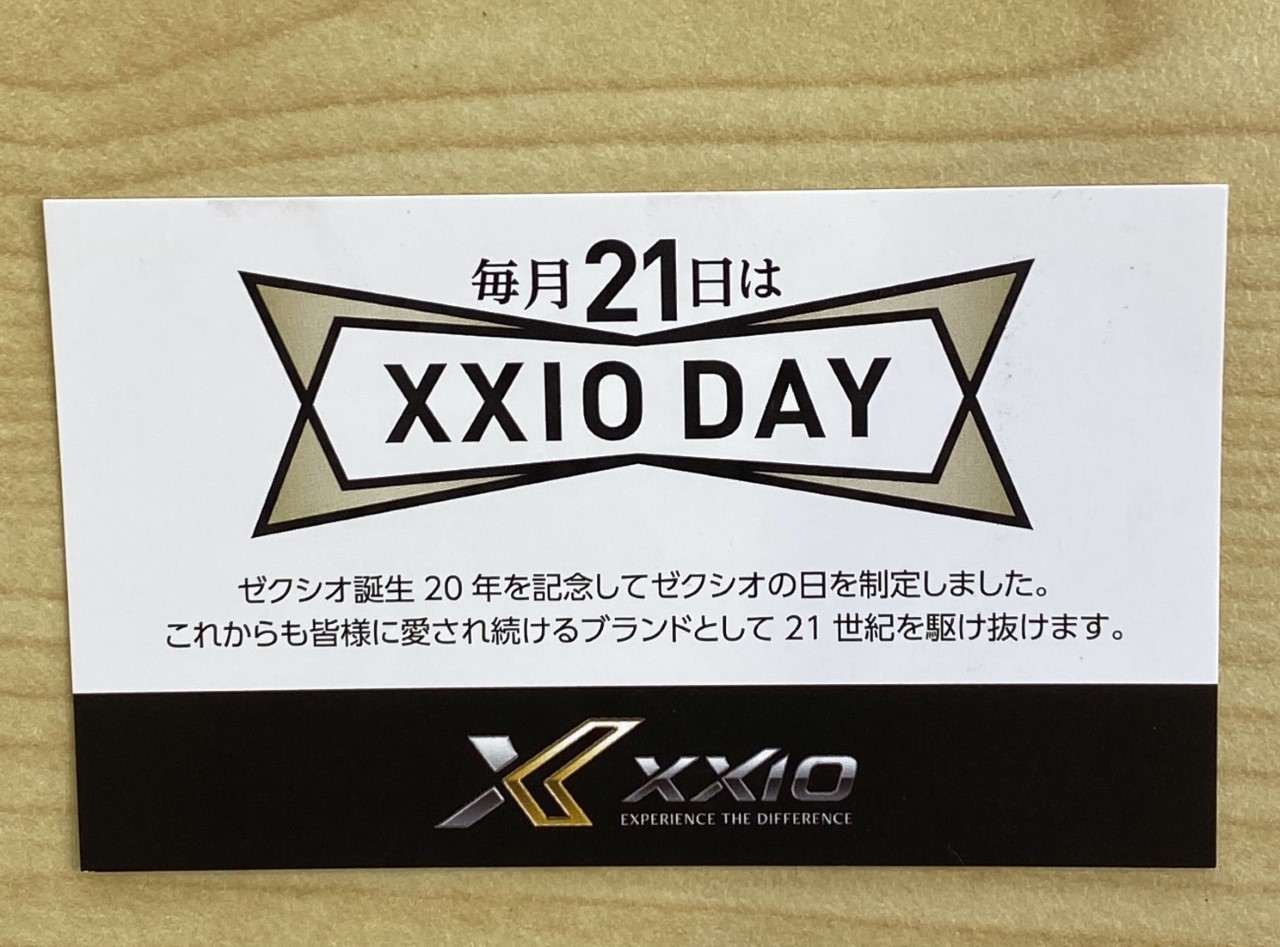 毎月21日は
XXIO DAY
ゼクシオ誕生 20 年を記念してゼクシオの日を制定しました。
これからも皆様に愛され続けるブランドとして 21 世紀を駆け抜けます。
XXIO
EXPERIENCE THE DIFFERENCE